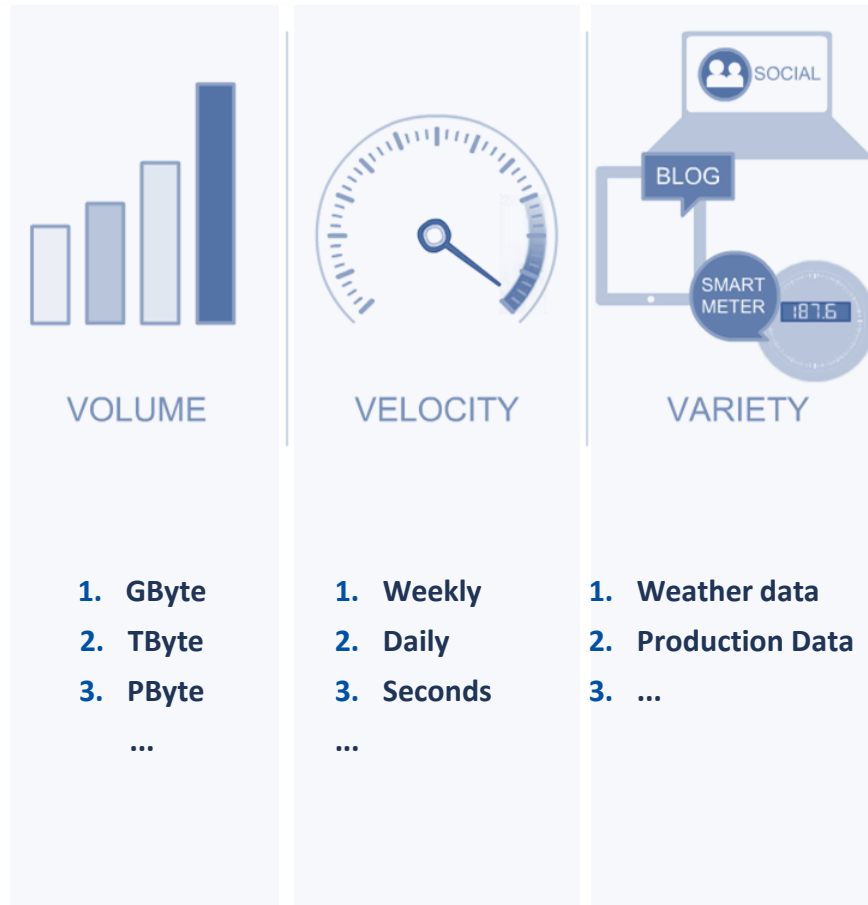 VOLUME
1. GByte
2. TByte
3. PByte
...
VELOCITY
1. Weekly
2. Daily
3. Seconds
...
SOCIAL
BLOG
SMART
METER
187.6
VARIETY
1. Weather data
2. Production Data
3. ...